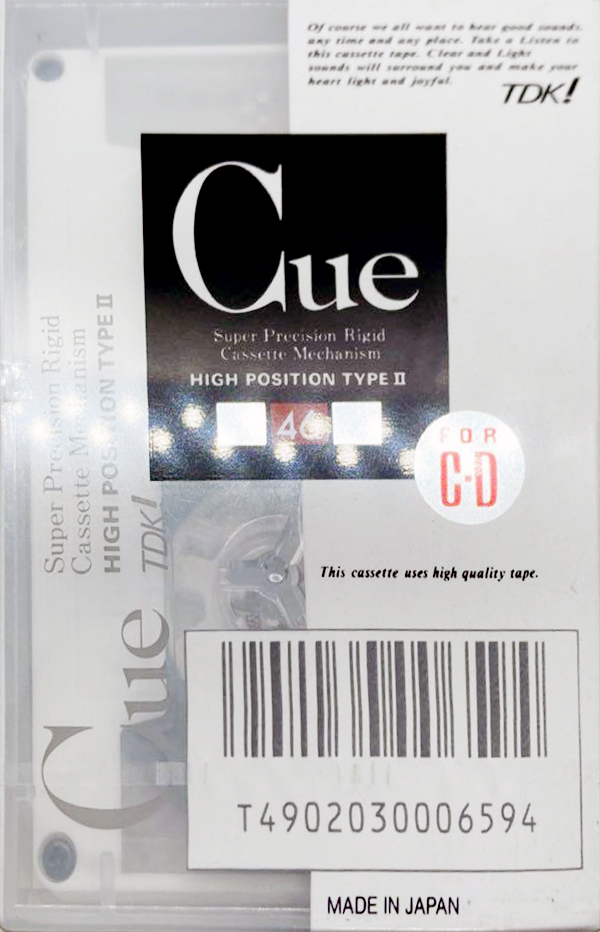 Of course we all want to hear good sounds,
any time and any place. Take a Listen to
this cassette tape. Clear and Light
sounds will surround you and make your
heart light and joyful.
TDK!
Cue
Super Precision Rigid
Cassette Mechanism
HIGH POSITION TYPE II
46
FOR
C·D
Super Precision Rigid
Cassette Mechanism
HIGH POSITION TYPE II
TDK!
Cue
This cassette uses high quality tape.
T4902030006594
MADE IN JAPAN